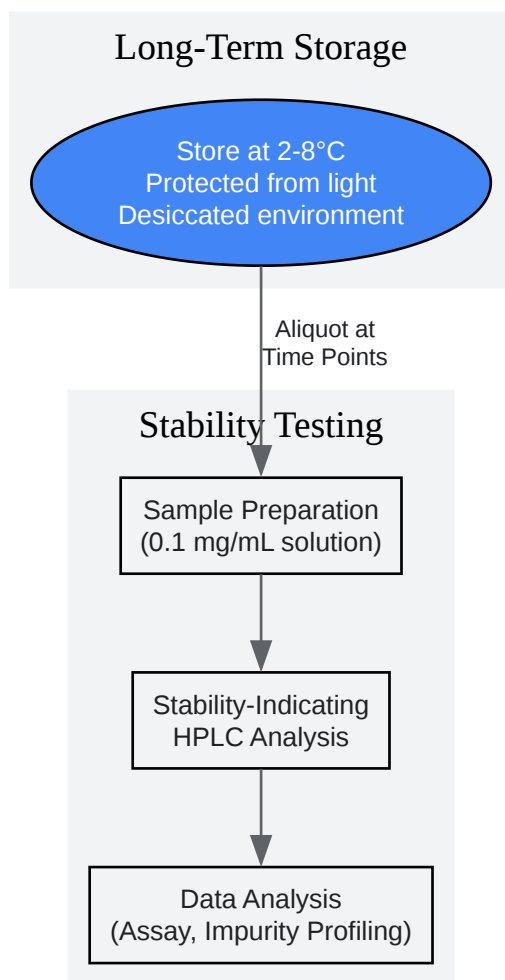 Long-Term Storage
Store at 2-8°C
Protected from light
Desiccated environment
Aliquot at
Time Points
Stability Testing
Sample Preparation
(0.1 mg/mL solution)
Stability-Indicating
HPLC Analysis
Data Analysis
(Assay, Impurity Profiling)